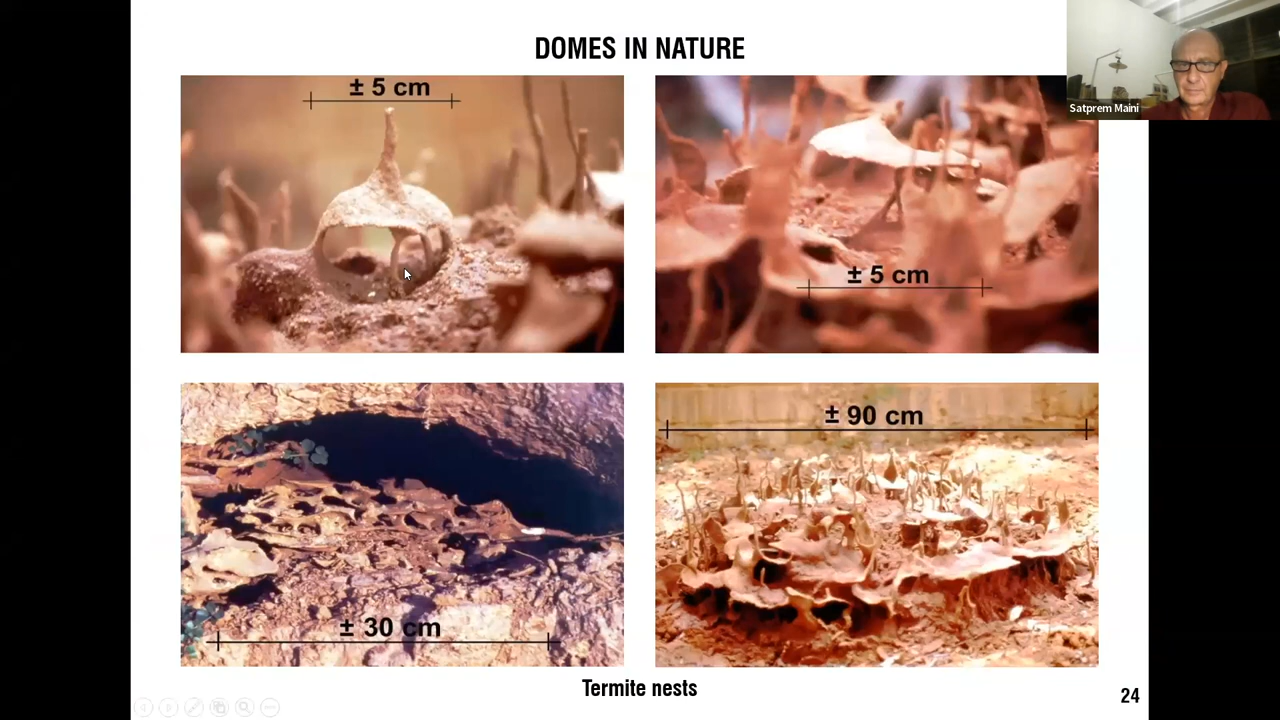 DOMES IN NATURE
Satprem Maini
± 5 cm
± 5 cm
± 30 cm
± 90 cm
Termite nests
24